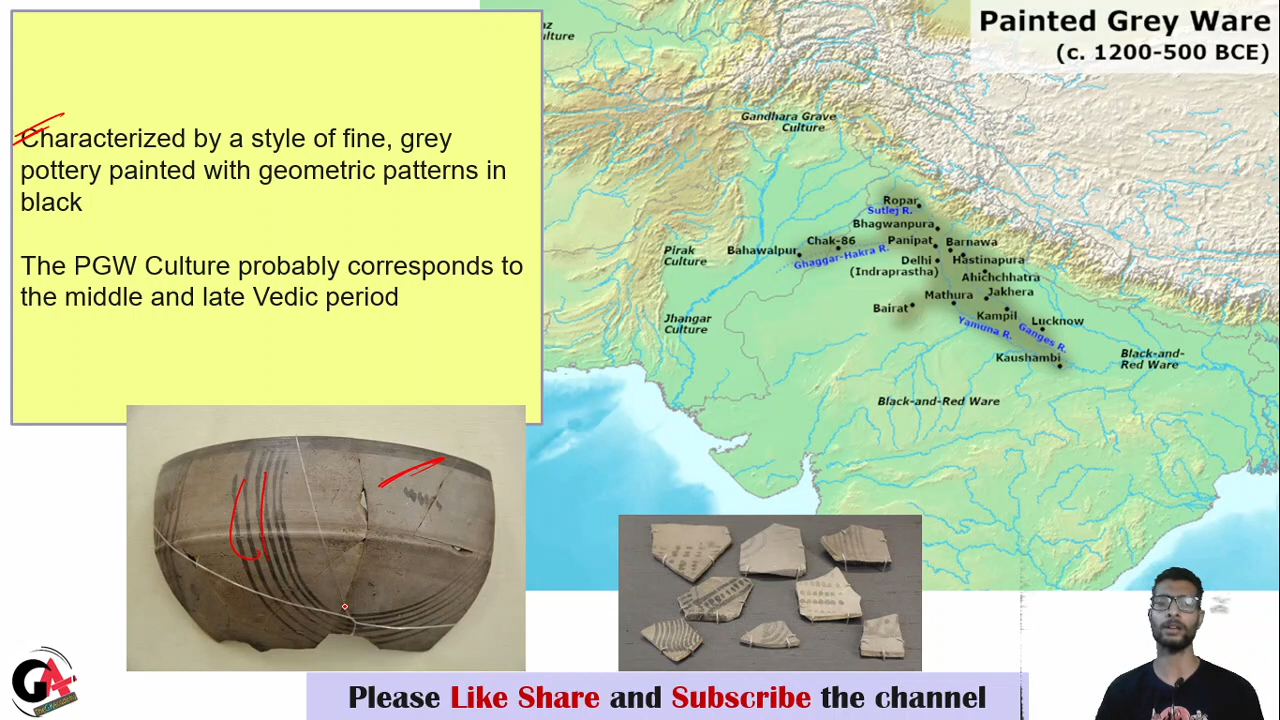 Characterized by a style of fine, grey
pottery painted with geometric patterns in
black
The PGW Culture probably corresponds to
the middle and late Vedic period
Painted Grey Ware
(c. 1200-500 BCE)
Gandhara Grave
Culture
Ropar
Sutlej R.
Bhagwanpura
Chak-86
Panipat
Barnawa
Pirak
Culture
Bahawalpur
Ghaggar-Hakra R.
Delhi
(Indraprastha)
Hastinapura
Ahichchhatra
Mathura
Jakhera
Bairat
Kampil
Lucknow
Jhangar
Culture
Yamuna R.
Ganges R.
Kaushambi
Black-and-
Red Ware
Black-and-Red Ware
GA
Please Like Share and Subscribe the channel